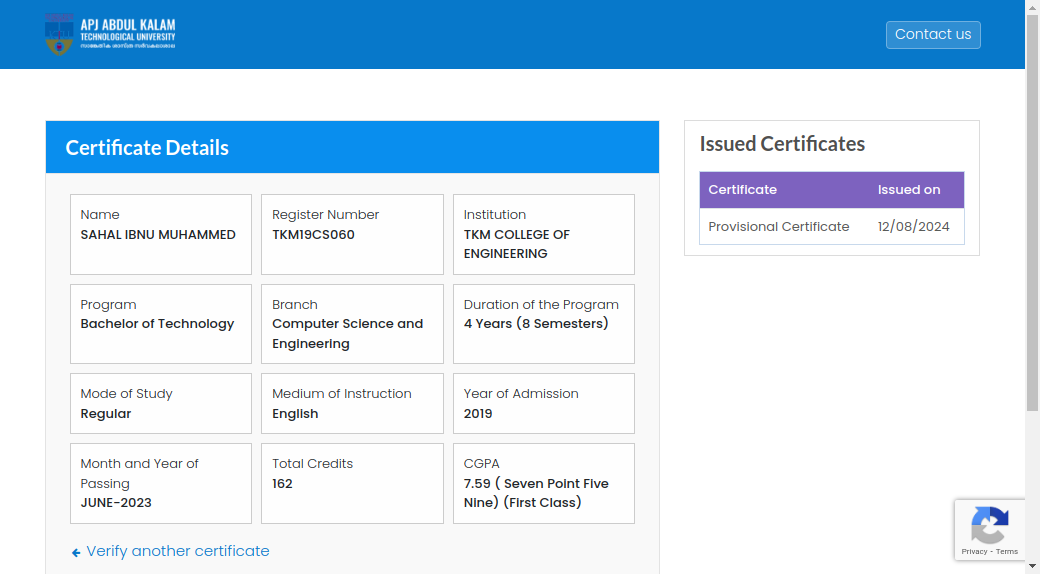 APJ ABDUL KALAM
TECHNOLOGICAL UNIVERSITY
സാങ്കേതിക ശാസ്ത്ര സർവകലാശാല
Contact us
Certificate Details
Name
SAHAL IBNU MUHAMMED
Register Number
TKM19CS060
Institution
TKM COLLEGE OF
ENGINEERING
Program
Bachelor of Technology
Branch
Computer Science and
Engineering
Duration of the Program
4 Years (8 Semesters)
Mode of Study
Regular
Medium of Instruction
English
Year of Admission
2019
Month and Year of
Passing
JUNE-2023
Total Credits
162
CGPA
7.59 ( Seven Point Five
Nine) (First Class)
Verify another certificate
Issued Certificates
Certificate Issued on
Provisional Certificate 12/08/2024
Privacy - Terms